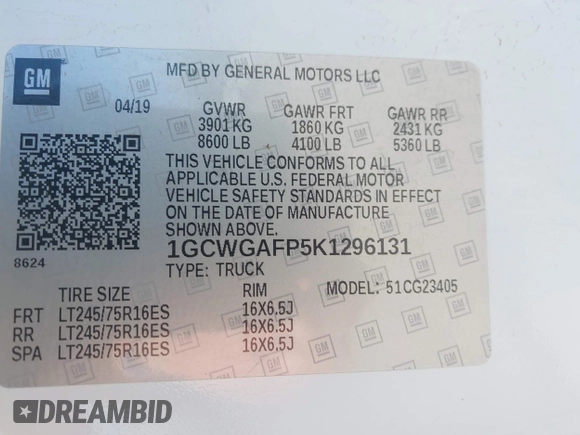 GM
MFD BY GENERAL MOTORS LLC
04/19
GVWR GAWR FRT GAWR RR
3901 KG 1860 KG 2431 KG
8600 LB 4100 LB 5360 LB
THIS VEHICLE CONFORMS TO ALL
APPLICABLE U.S. FEDERAL MOTOR
VEHICLE SAFETY STANDARDS IN EFFECT
ON THE DATE OF MANUFACTURE
SHOWN ABOVE.
8624
1GCWGAFP5K1296131
TYPE: TRUCK
MODEL: 51CG23405
TIRE SIZE RIM
FRT LT245/75R16ES 16X6.5J
RR LT245/75R16ES 16X6.5J
SPA LT245/75R16ES 16X6.5J
DREAMBID